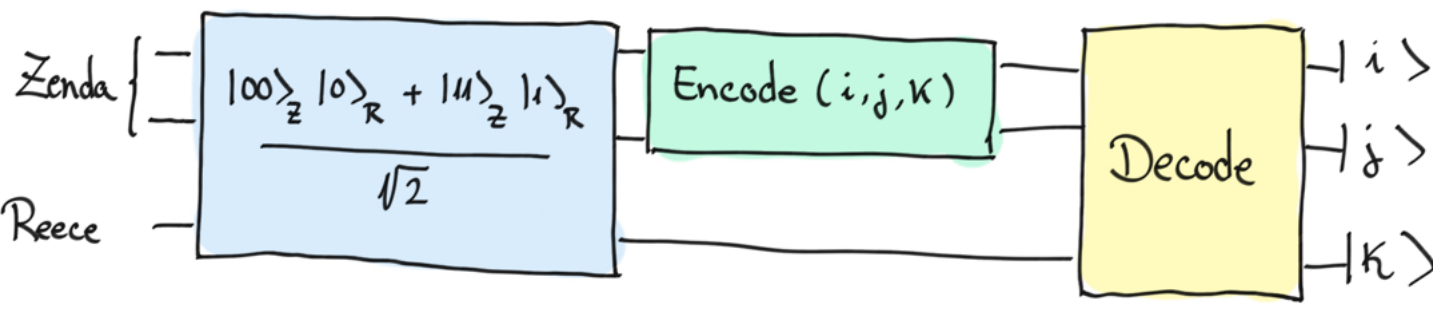 Zenda { |00⟩_Z |0⟩_R + |11⟩_Z |1⟩_R
√2
Encode (i,j,k)
Decode
|i⟩
|j⟩
|k⟩
Reece